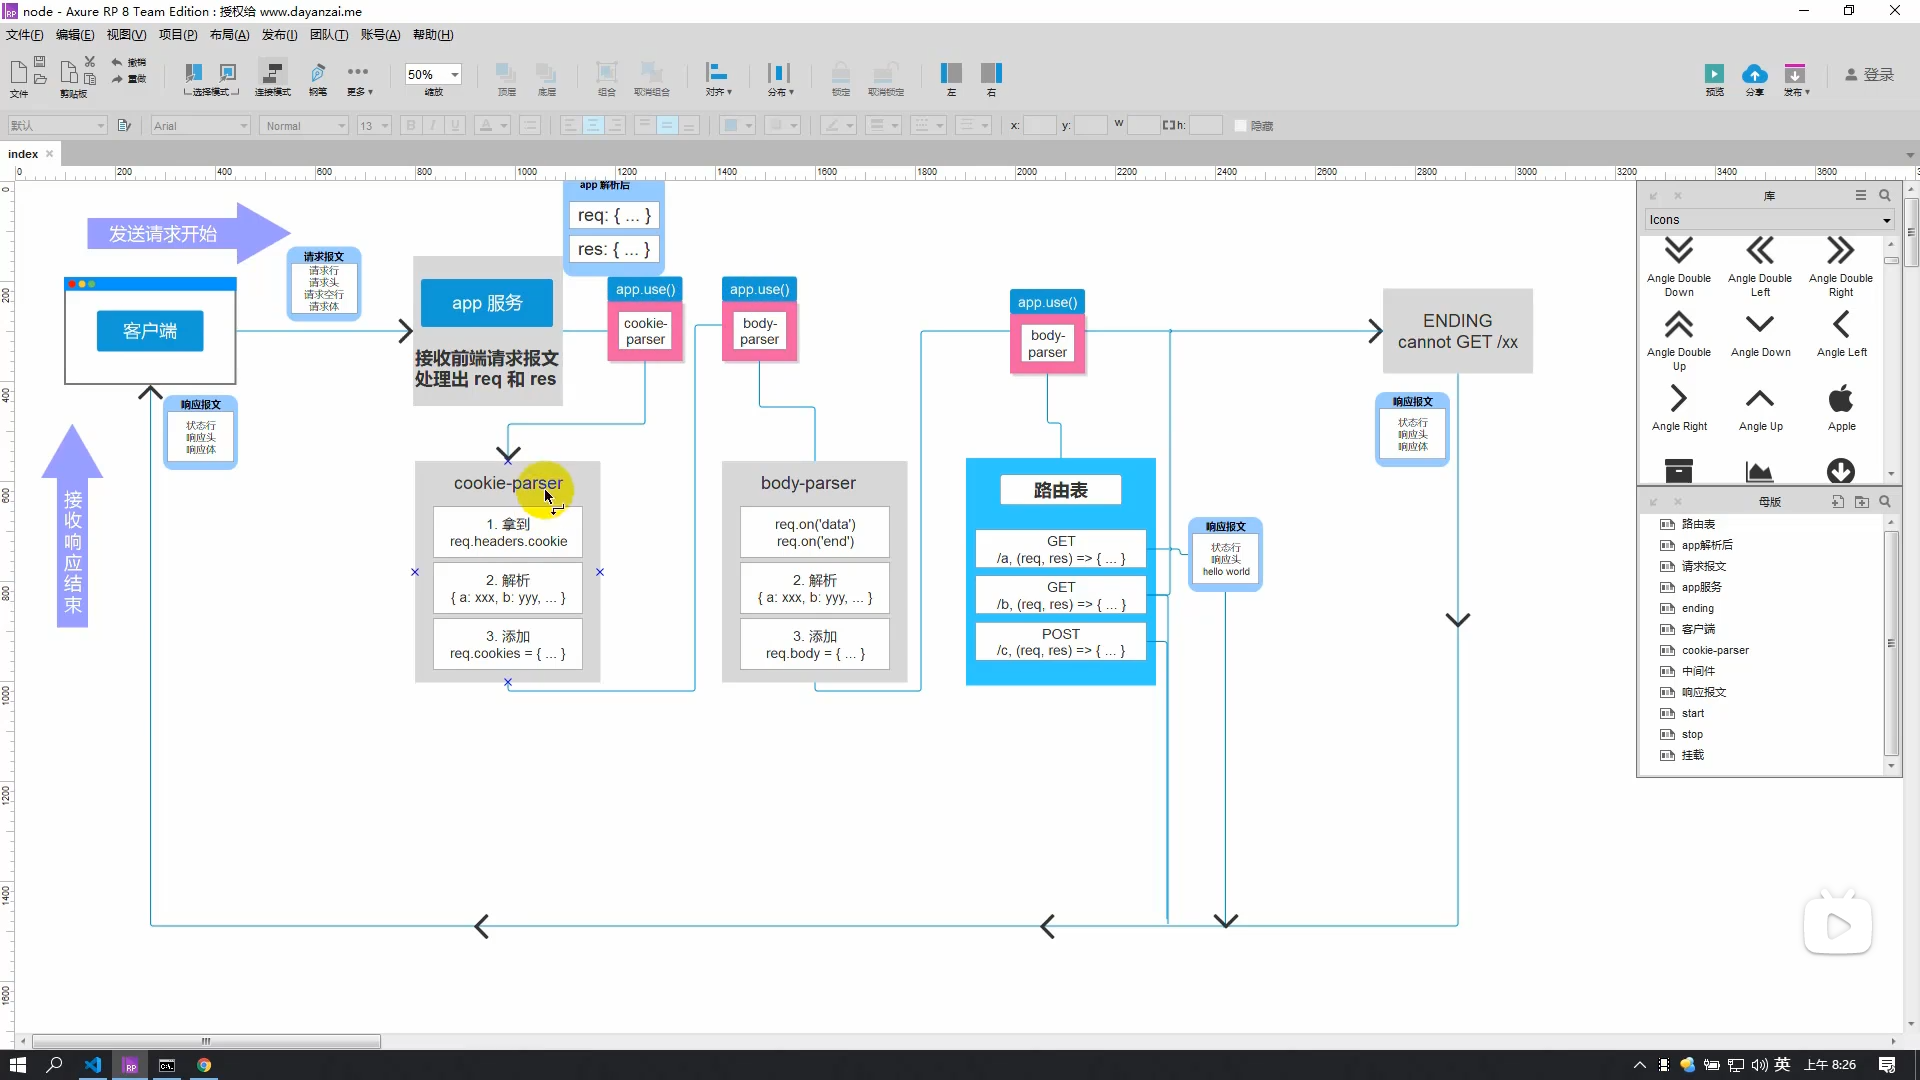 node - Axure RP 8 Team Edition : 授权给 www.dayanzai.me
文件(F) 编辑(E) 视图(V) 项目(P) 布局(A) 发布(I) 团队(T) 账号(A) 帮助(H)
撤销
重做
50%
文件 剪贴板 选择模式 连接模式 钢笔 更多 缩放 顶层 底层 组合 取消组合 对齐 分布 锁定 取消锁定 左 右 预览 分享 发布 登录
默认 Arial Normal 13 B I U A x: y: W h: 隐藏
index
0 200 400 600 800 1000 1200 1400 1600 1800 2000 2200 2400 2600 2800 3000 3200 3400 3600
0
200
400
600
800
1000
1200
1400
1600
发送请求开始
客户端
请求报文
请求行
请求头
请求空行
请求体
app 服务
接收前端请求报文
处理出 req 和 res
app 解析后
req: { ... }
res: { ... }
app.use()
cookie-
parser
app.use()
body-
parser
app.use()
body-
parser
ENDING
cannot GET /xx
响应报文
状态行
响应头
响应体
接收响应结束
响应报文
状态行
响应头
响应体
cookie-parser
1. 拿到
req.headers.cookie
2. 解析
{ a: xxx, b: yyy, ... }
3. 添加
req.cookies = { ... }
body-parser
req.on('data')
req.on('end')
2. 解析
{ a: xxx, b: yyy, ... }
3. 添加
req.body = { ... }
路由表
GET
/a, (req, res) => { ... }
GET
/b, (req, res) => { ... }
POST
/c, (req, res) => { ... }
响应报文
状态行
响应头
hello world
库
Icons
Angle Double Down
Angle Double Left
Angle Double Right
Angle Double Up
Angle Down
Angle Left
Angle Right
Angle Up
Apple
母版
路由表
app解析后
请求报文
app服务
ending
客户端
cookie-parser
中间件
响应报文
start
stop
挂载
RP
英
上午 8:26